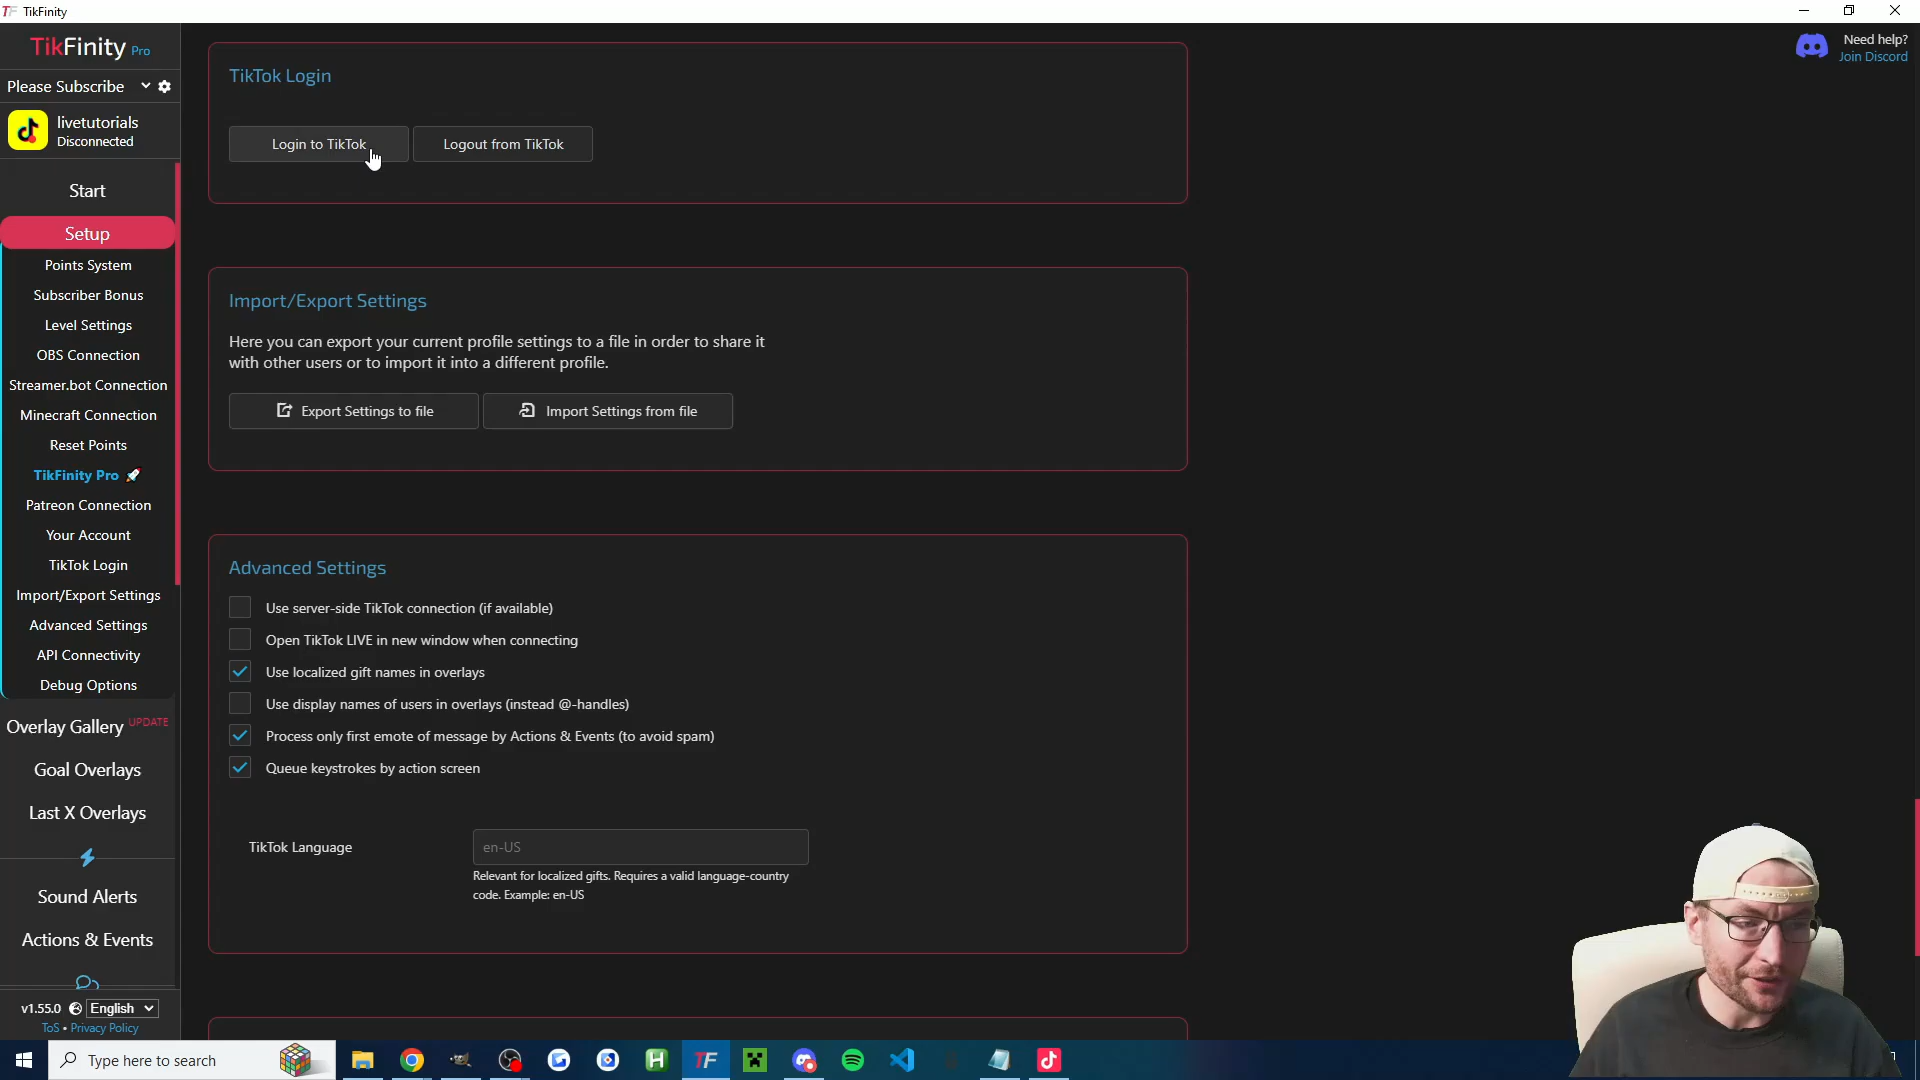 TikFinity
TikFinity Pro
Please Subscribe
livetutorials
Disconnected
Start
Setup
Points System
Subscriber Bonus
Level Settings
OBS Connection
Streamer.bot Connection
Minecraft Connection
Reset Points
TikFinity Pro 🚀
Patreon Connection
Your Account
TikTok Login
Import/Export Settings
Advanced Settings
API Connectivity
Debug Options
Overlay Gallery UPDATE
Goal Overlays
Last X Overlays
Sound Alerts
Actions & Events
v1.55.0 English
ToS • Privacy Policy
Need help?
Join Discord
TikTok Login
Login to TikTok
Logout from TikTok
Import/Export Settings
Here you can export your current profile settings to a file in order to share it
with other users or to import it into a different profile.
Export Settings to file
Import Settings from file
Advanced Settings
Use server-side TikTok connection (if available)
Open TikTok LIVE in new window when connecting
Use localized gift names in overlays
Use display names of users in overlays (instead @-handles)
Process only first emote of message by Actions & Events (to avoid spam)
Queue keystrokes by action screen
TikTok Language
en-US
Relevant for localized gifts. Requires a valid language-country
code. Example: en-US
Type here to search